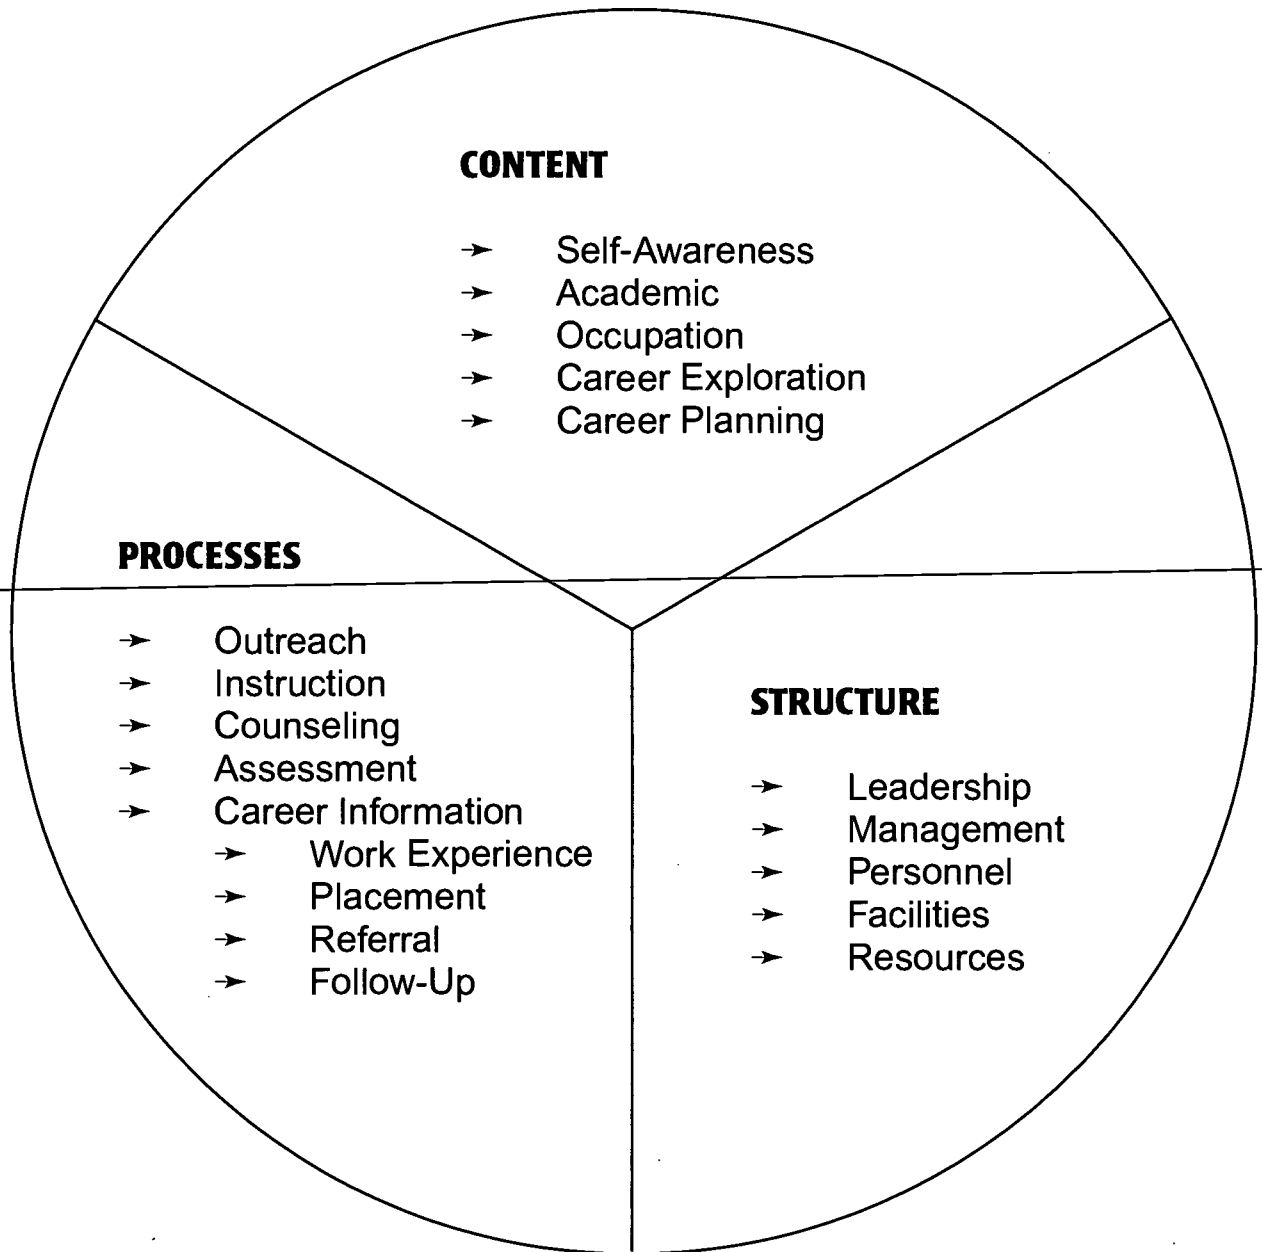 CONTENT
→ Self-Awareness
→ Academic
→ Occupation
→ Career Exploration
→ Career Planning
PROCESSES
→ Outreach
→ Instruction
→ Counseling
→ Assessment
→ Career Information
→ Work Experience
→ Placement
→ Referral
→ Follow-Up
STRUCTURE
→ Leadership
→ Management
→ Personnel
→ Facilities
→ Resources